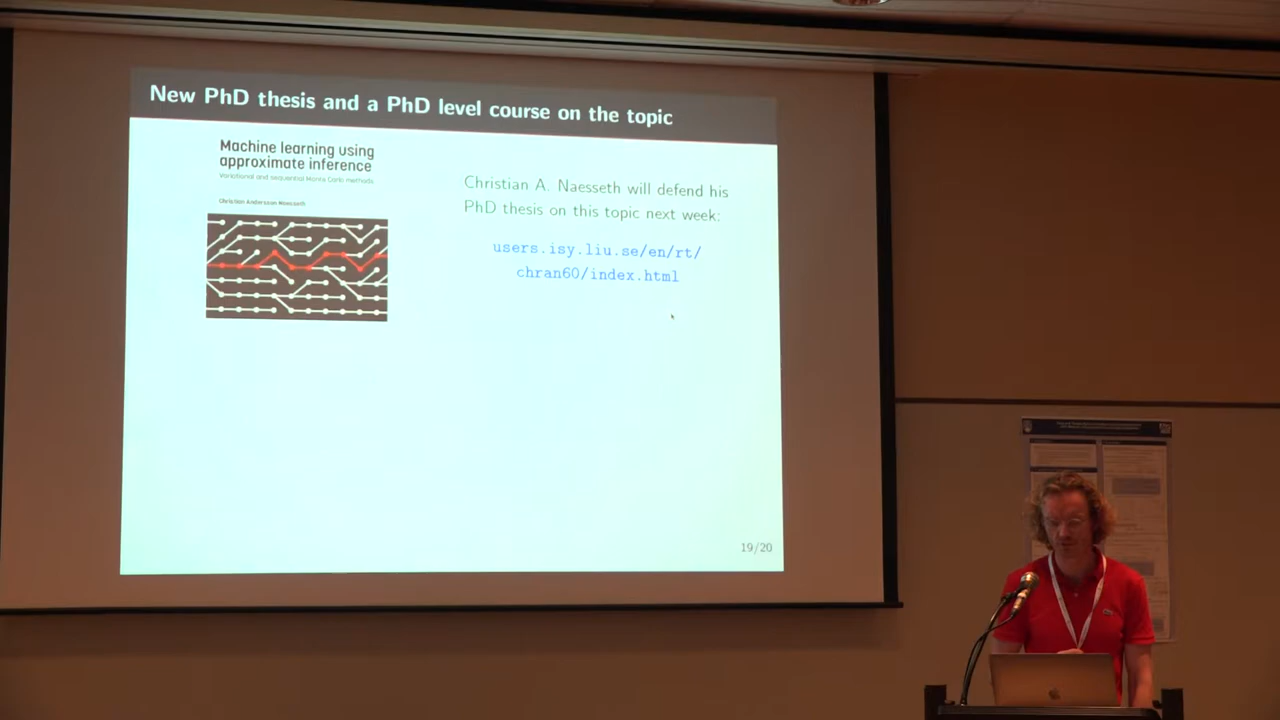 New PhD thesis and a PhD level course on the topic
Machine learning using
approximate inference
Variational and sequential Monte Carlo methods
Christian Andersson Naesseth
Christian A. Naesseth will defend his
PhD thesis on this topic next week:
users.isy.liu.se/en/rt/
chran60/index.html
19/20